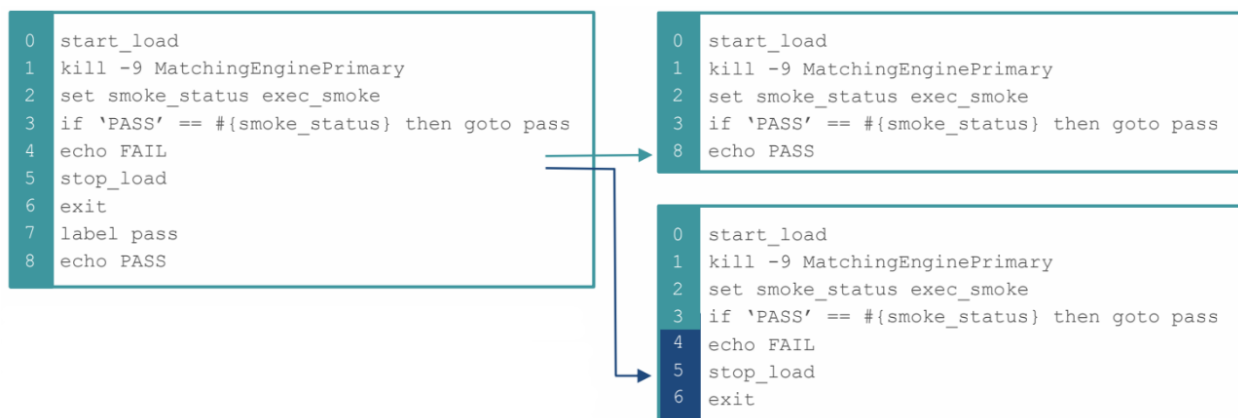 0 start_load
1 kill -9 MatchingEnginePrimary
2 set smoke_status exec_smoke
3 if ‘PASS’ == #{smoke_status} then goto pass
4 echo FAIL
5 stop_load
6 exit
7 label pass
8 echo PASS
0 start_load
1 kill -9 MatchingEnginePrimary
2 set smoke_status exec_smoke
3 if ‘PASS’ == #{smoke_status} then goto pass
8 echo PASS
0 start_load
1 kill -9 MatchingEnginePrimary
2 set smoke_status exec_smoke
3 if ‘PASS’ == #{smoke_status} then goto pass
4 echo FAIL
5 stop_load
6 exit